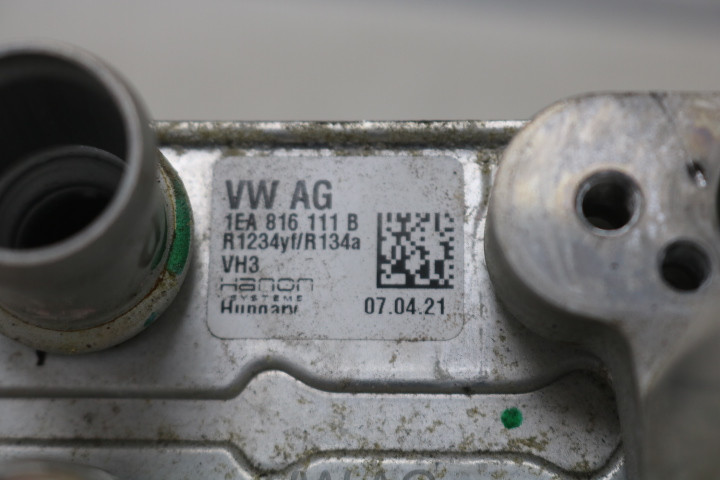 VW AG
1EA 816 111 B
R1234yf/R134a
VH3
Hanon
SYSTEMS
Hungary 07.04.21